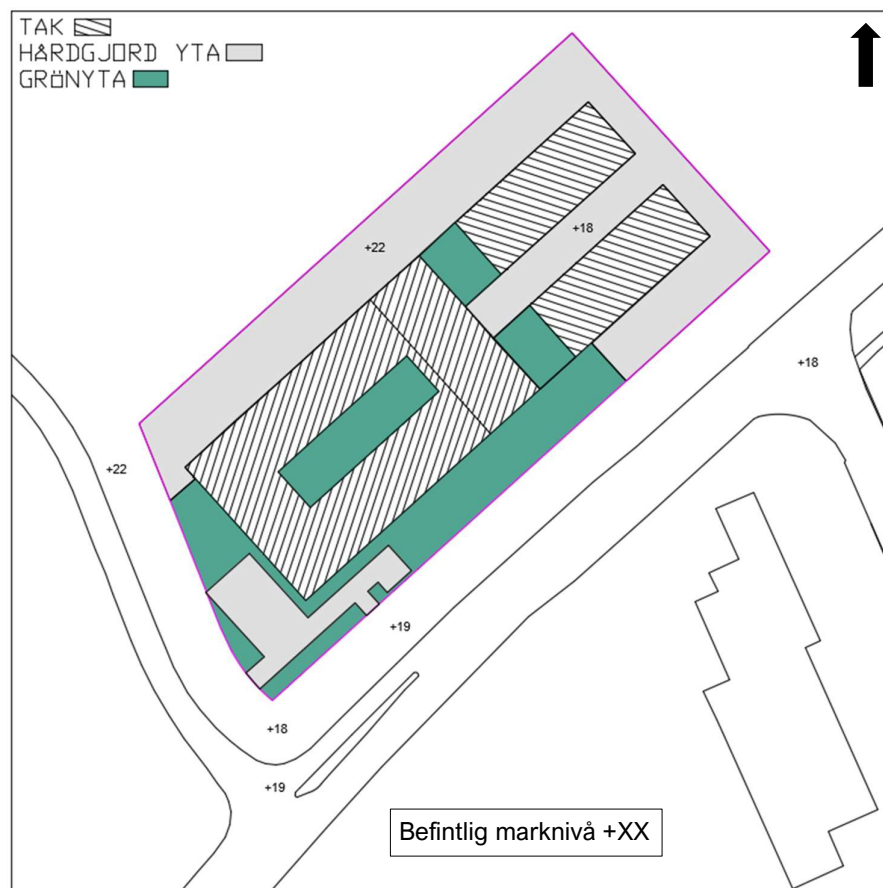 TAK
HÅRDGJORD YTA
GRÖNYTA
+22
+18
+18
+22
+19
+18
+19
Befintlig marknivå +XX